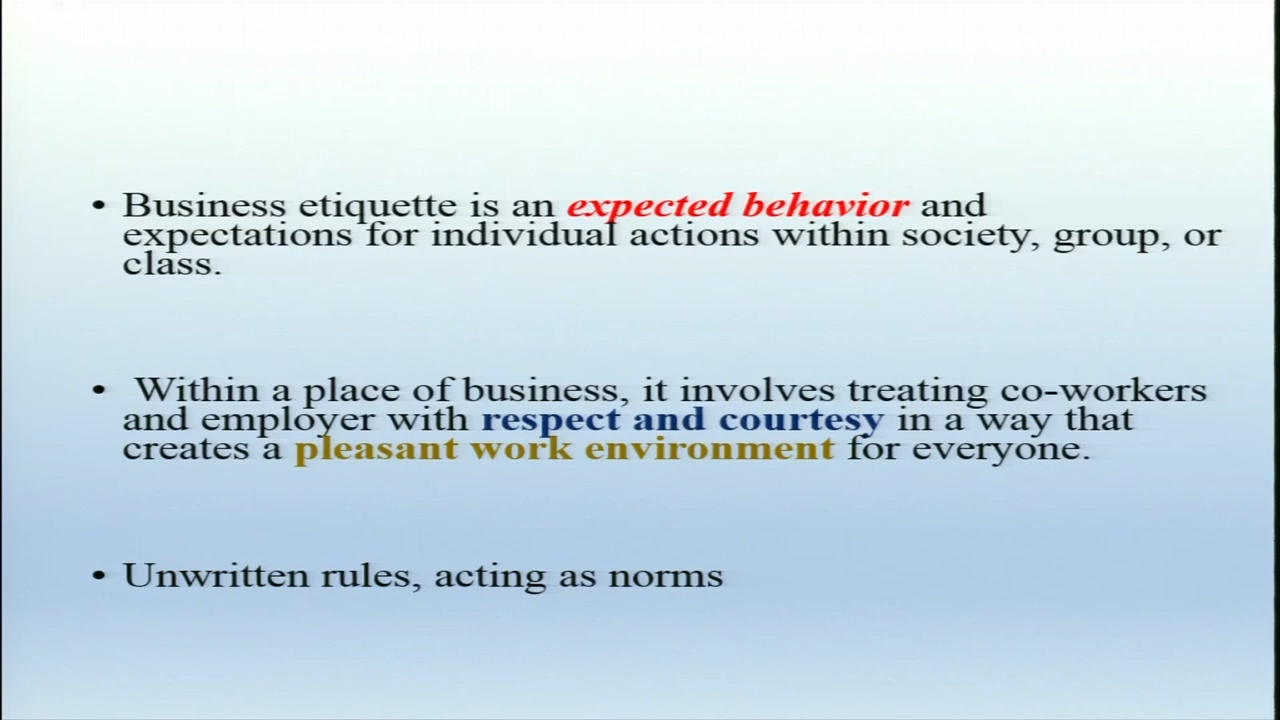 • Business etiquette is an expected behavior and
expectations for individual actions within society, group, or
class.
• Within a place of business, it involves treating co-workers
and employer with respect and courtesy in a way that
creates a pleasant work environment for everyone.
• Unwritten rules, acting as norms